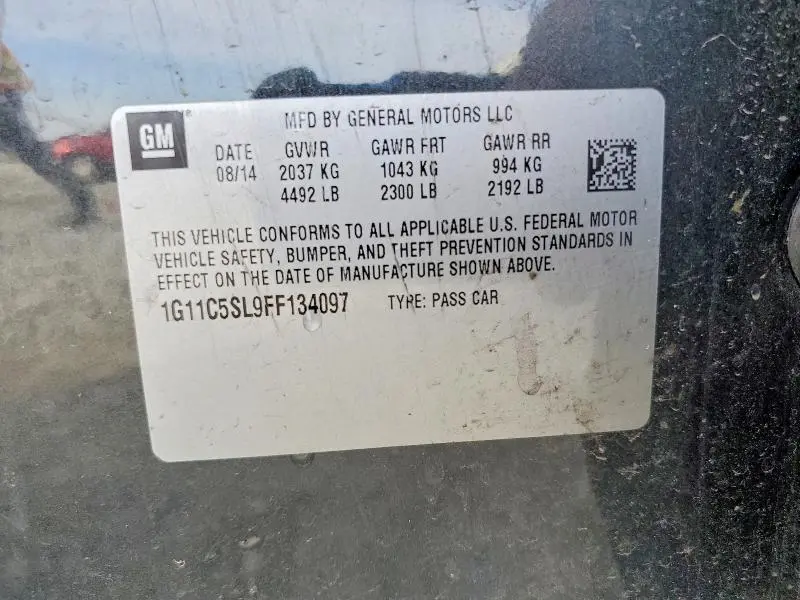 GM
MFD BY GENERAL MOTORS LLC
DATE GVWR GAWR FRT GAWR RR
08/14 2037 KG 1043 KG 994 KG
4492 LB 2300 LB 2192 LB
THIS VEHICLE CONFORMS TO ALL APPLICABLE U.S. FEDERAL MOTOR
VEHICLE SAFETY, BUMPER, AND THEFT PREVENTION STANDARDS IN
EFFECT ON THE DATE OF MANUFACTURE SHOWN ABOVE.
1G11C5SL9FF134097 TYPE: PASS CAR